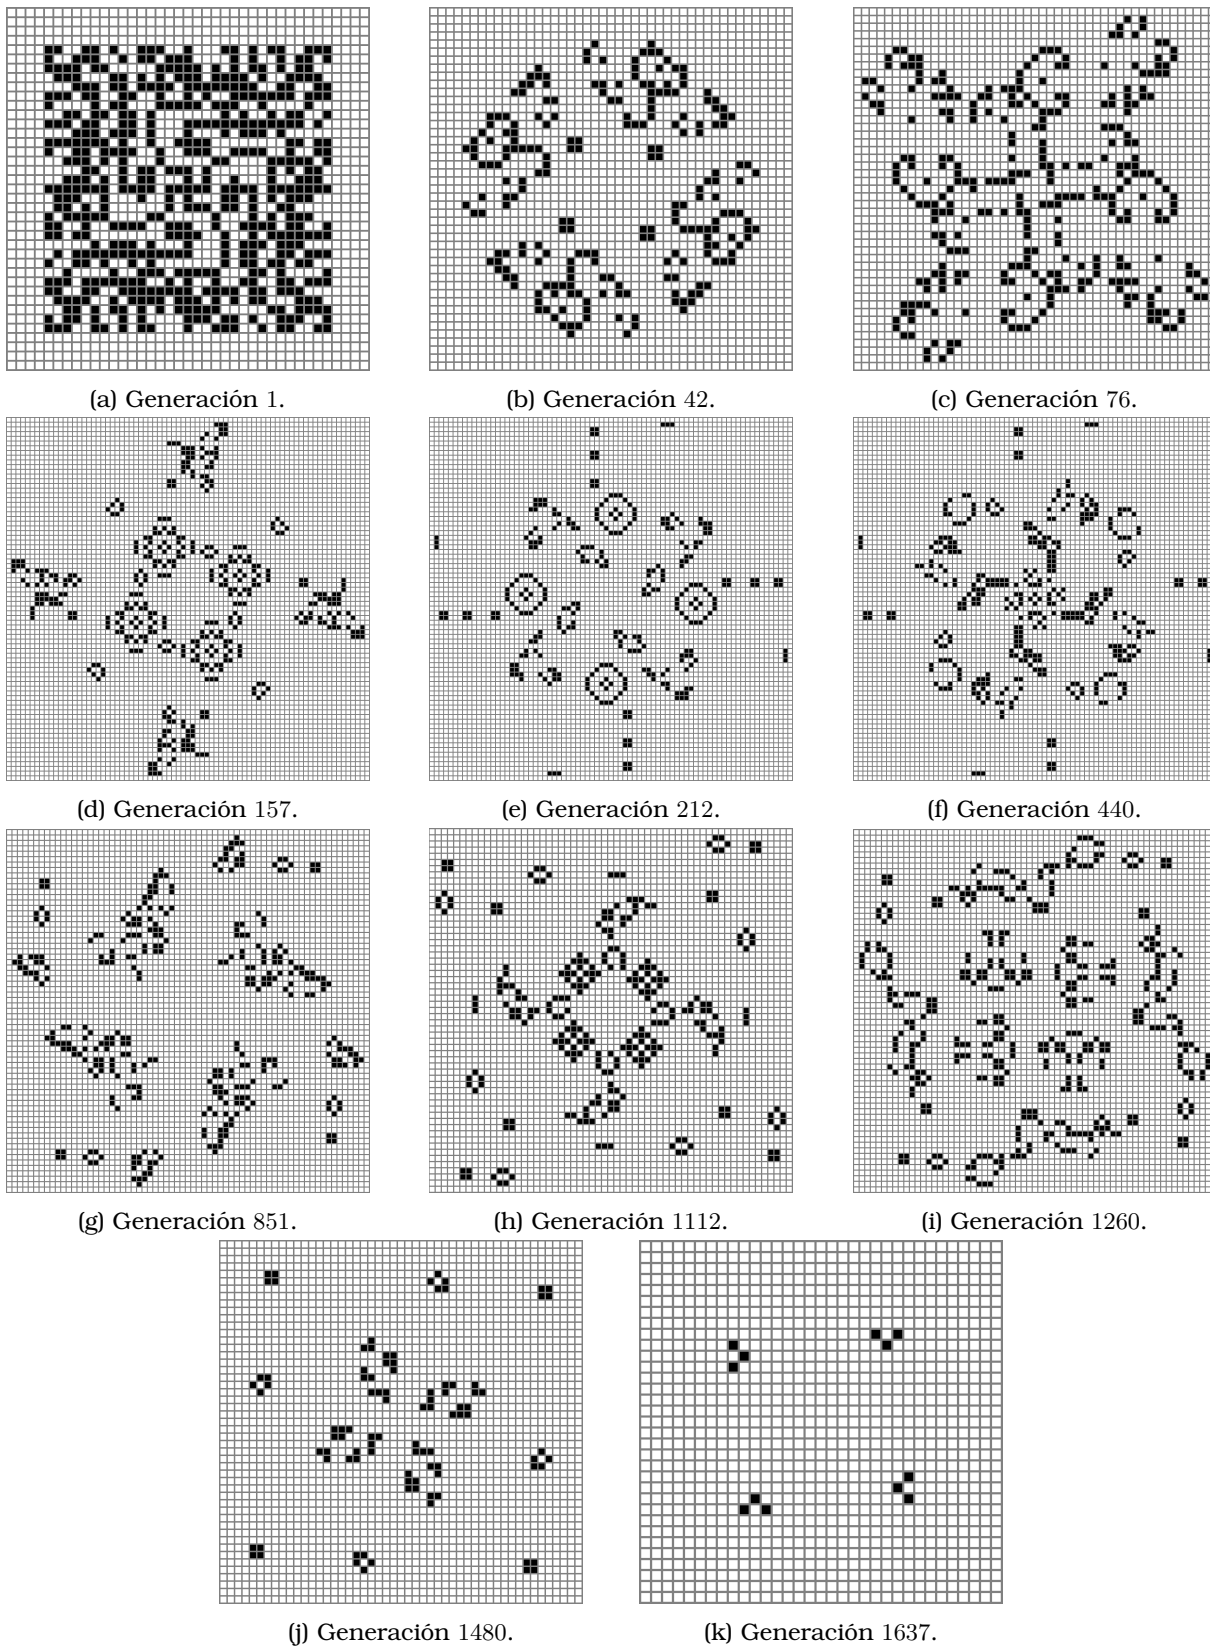 (a) Generación 1.
(b) Generación 42.
(c) Generación 76.
(d) Generación 157.
(e) Generación 212.
(f) Generación 440.
(g) Generación 851.
(h) Generación 1112.
(i) Generación 1260.
(j) Generación 1480.
(k) Generación 1637.